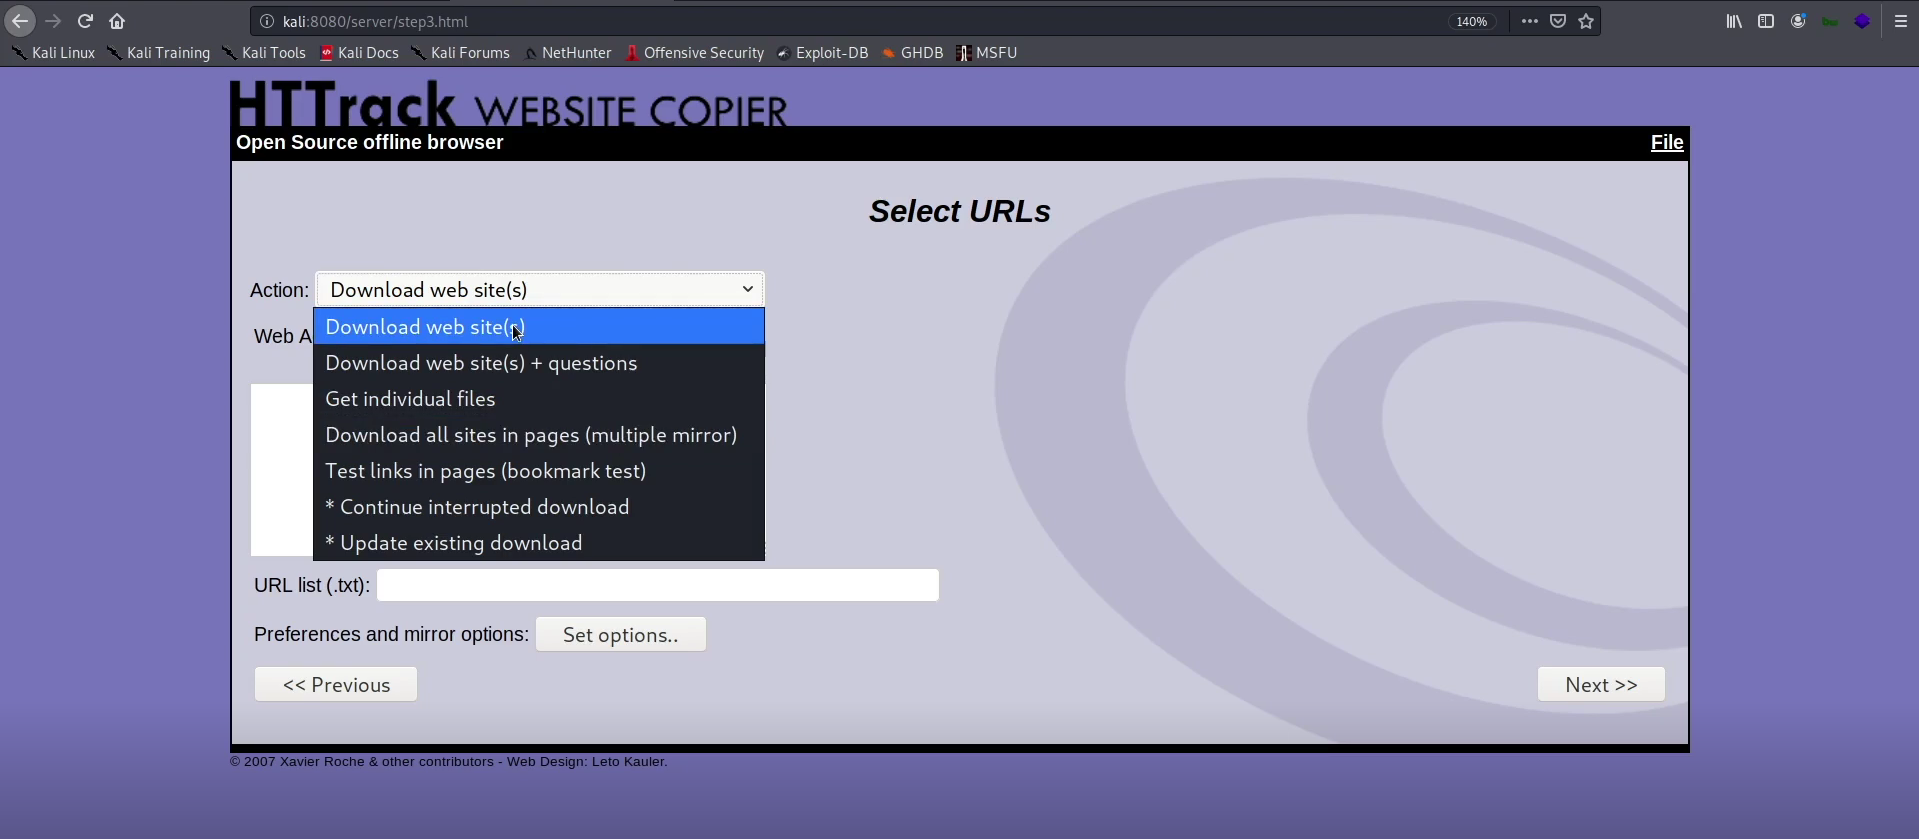 kali:8080/server/step3.html
140%
Kali Linux Kali Training Kali Tools Kali Docs Kali Forums NetHunter Offensive Security Exploit-DB GHDB MSFU
HTTrack WEBSITE COPIER
Open Source offline browser File
Select URLs
Action: Download web site(s)
Download web site(s)
Web A
Download web site(s) + questions
Get individual files
Download all sites in pages (multiple mirror)
Test links in pages (bookmark test)
* Continue interrupted download
* Update existing download
URL list (.txt):
Preferences and mirror options: Set options..
<< Previous Next >>
© 2007 Xavier Roche & other contributors - Web Design: Leto Kauler.